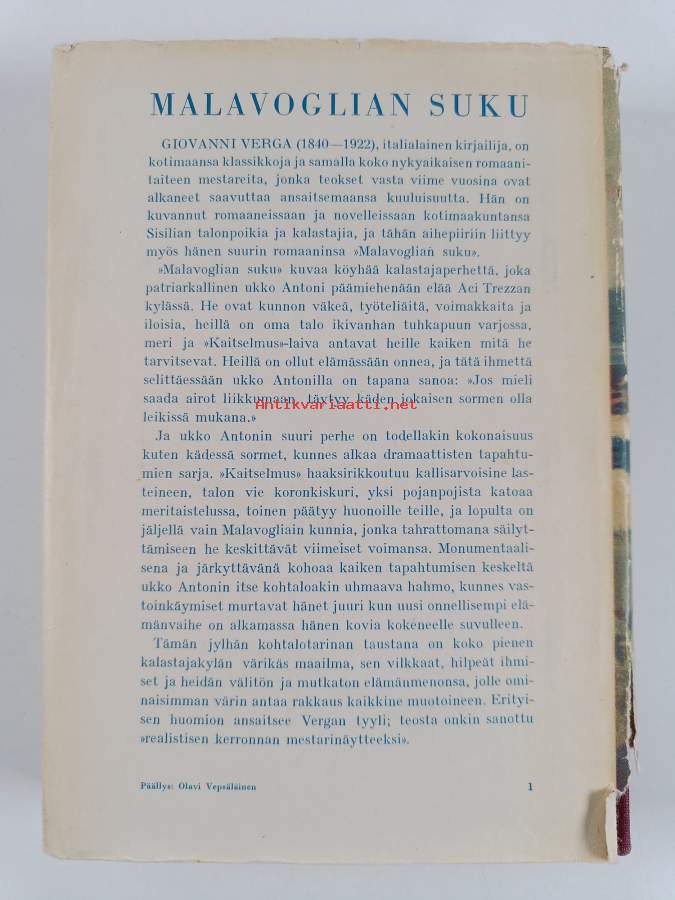 MALAVOGLIAN SUKU
GIOVANNI VERGA (1840—1922), italialainen kirjailija, on
kotimaansa klassikkoja ja samalla koko nykyaikaisen romaani-
taiteen mestareita, jonka teokset vasta viime vuosina ovat
alkaneet saavuttaa ansaitsemaansa kuuluisuutta. Hän on
kuvannut romaaneissaan ja novelleissaan kotimaakuntansa
Sisilian talonpoikia ja kalastajia, ja tähän aihepiiriin liittyy
myös hänen suurin romaaninsa »Malavoglian suku».
»Malavoglian suku» kuvaa köyhää kalastajaperhettä, joka
patriarkallinen ukko Antoni päämiehenään elää Aci Trezzan
kylässä. He ovat kunnon väkeä, työteliäitä, voimakkaita ja
iloisia, heillä on oma talo ikivanhan tuhkapuun varjossa,
meri ja »Kaitselmus»-laiva antavat heille kaiken mitä he
tarvitsevat. Heillä on ollut elämässään onnea, ja tätä ihmettä
selittäessään ukko Antonilla on tapana sanoa: »Jos mieli
saada airot liikkumaan, täytyy käden jokaisen sormen olla
Antikvariaatti.net
leikissä mukana.»
Ja ukko Antonin suuri perhe on todellakin kokonaisuus
kuten kädessä sormet, kunnes alkaa dramaattisten tapahtu-
mien sarja. »Kaitselmus» haaksirikkoutuu kallisarvoisine las-
teineen, talon vie koronkiskuri, yksi pojanpojista katoaa
meritaistelussa, toinen päätyy huonoille teille, ja lopulta on
jäljellä vain Malavogliain kunnia, jonka tahrattomana säilyt-
tämiseen he keskittävät viimeiset voimansa. Monumentaali-
sena ja järkyttävänä kohoaa kaiken tapahtumisen keskeltä
ukko Antonin itse kohtaloakin uhmaava hahmo, kunnes vas-
toinkäymiset murtavat hänet juuri kun uusi onnellisempi elä-
mänvaihe on alkamassa hänen kovia kokeneelle suvulleen.
Tämän jylhän kohtalotarinan taustana on koko pienen
kalastajakylän värikäs maailma, sen vilkkaat, hilpeät ihmi-
set ja heidän välitön ja mutkaton elämänmenonsa, jolle omi-
naisimman värin antaa rakkaus kaikkine muotoineen. Erityi-
sen huomion ansaitsee Vergan tyyli; teosta onkin sanottu
»realistisen kerronnan mestarinäytteeksi».
Päällys: Olavi Vepsäläinen 1